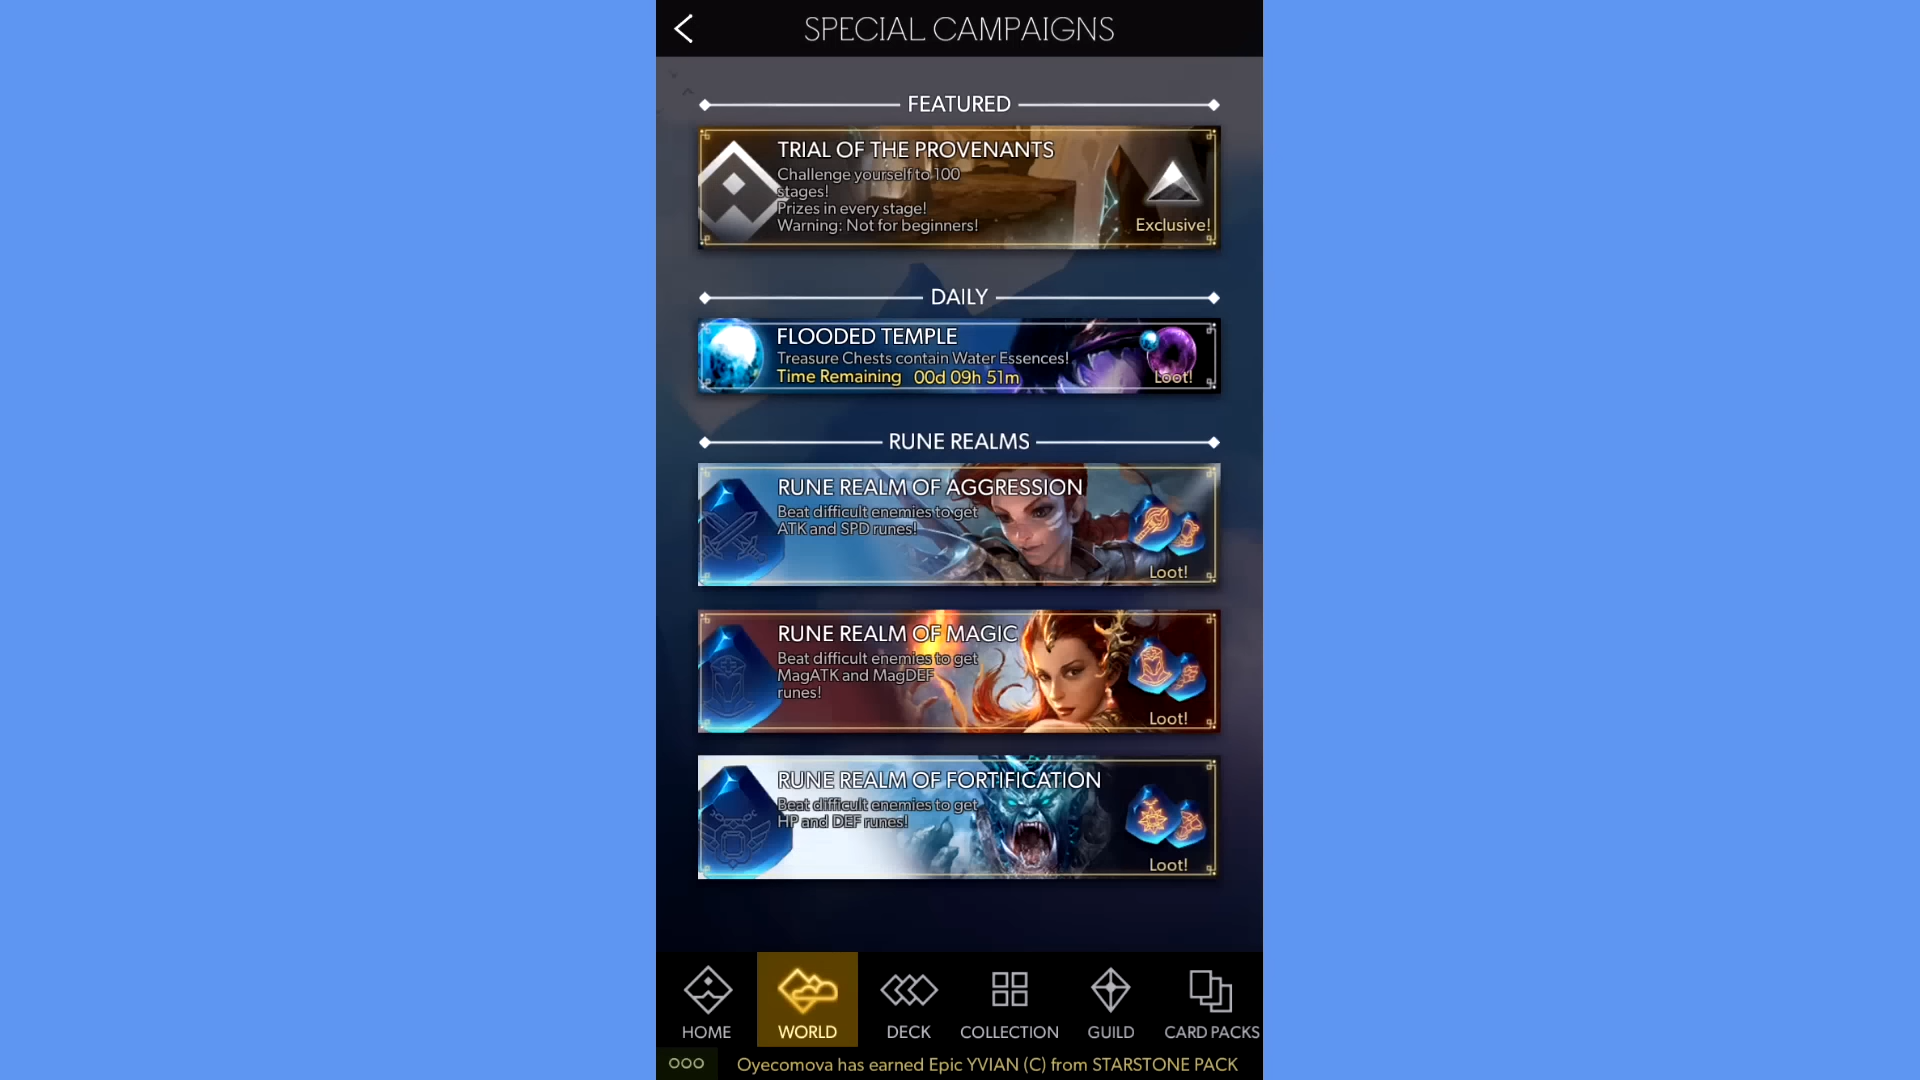 SPECIAL CAMPAIGNS
FEATURED
TRIAL OF THE PROVENANTS
Challenge yourself to 100
stages!
Prizes in every stage!
Warning: Not for beginners!
Exclusive!
DAILY
FLOODED TEMPLE
Treasure Chests contain Water Essences!
Time Remaining 00d 09h 51m
Loot!
RUNE REALMS
RUNE REALM OF AGGRESSION
Beat difficult enemies to get
ATK and SPD runes!
Loot!
RUNE REALM OF MAGIC
Beat difficult enemies to get
MagATK and MagDEF
runes!
Loot!
RUNE REALM OF FORTIFICATION
Beat difficult enemies to get
HP and DEF runes!
Loot!
HOME WORLD DECK COLLECTION GUILD CARD PACKS
Oyecomova has earned Epic YVIAN (C) from STARSTONE PACK